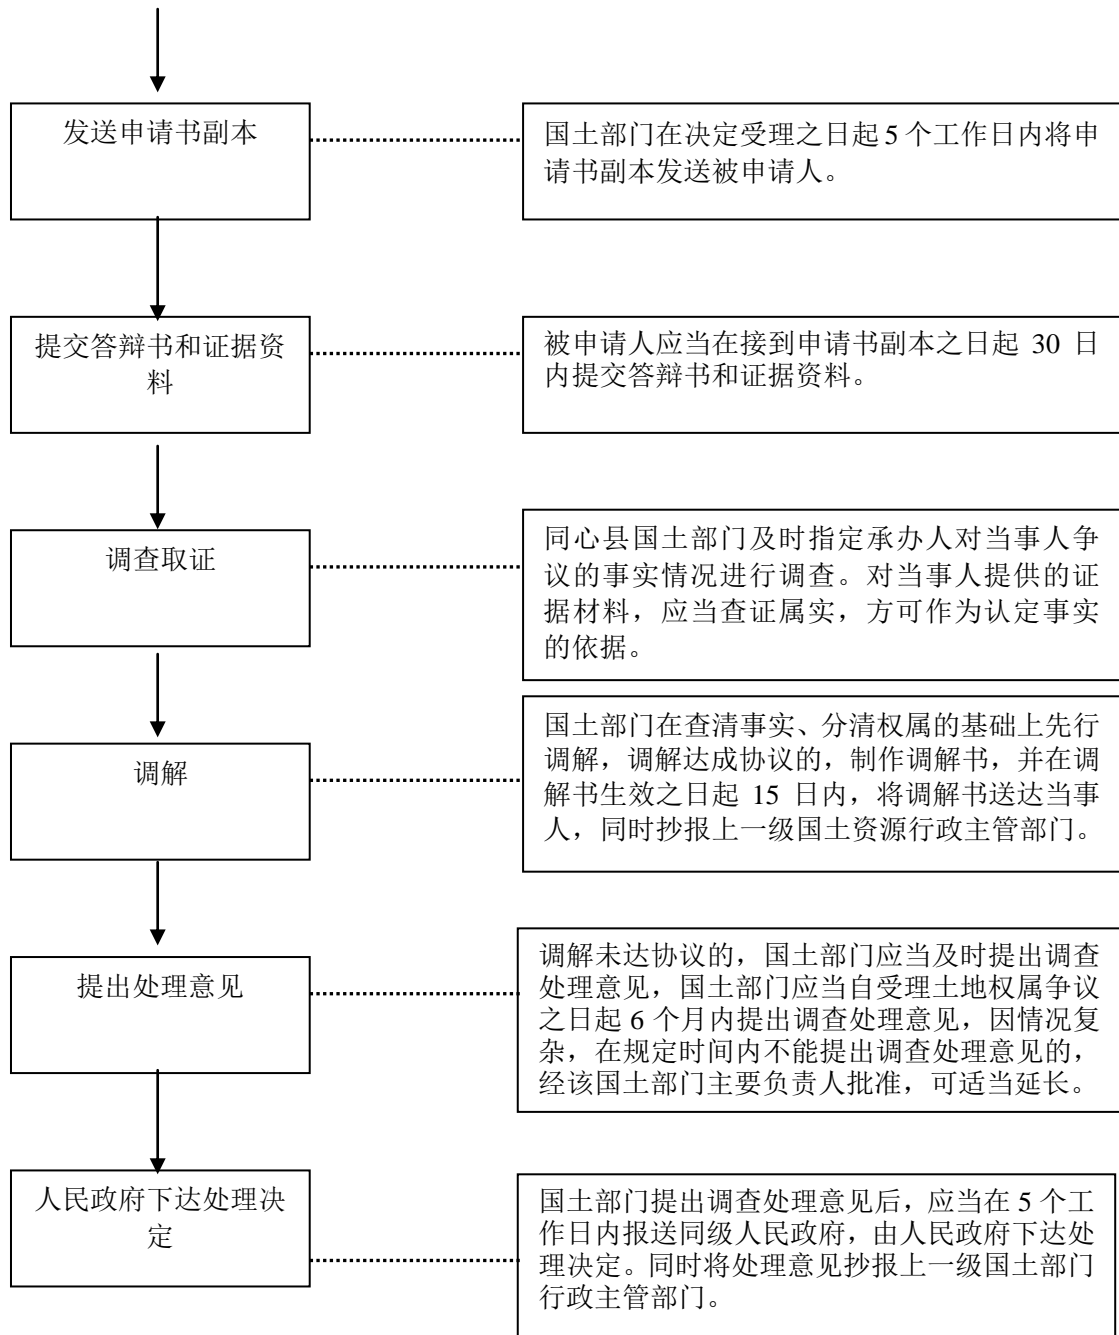 发送申请书副本
国土部门在决定受理之日起 5 个工作日内将申
请书副本发送被申请人。
提交答辩书和证据资
料
被申请人应当在接到申请书副本之日起 30 日
内提交答辩书和证据资料。
调查取证
同心县国土部门及时指定承办人对当事人争
议的事实情况进行调查。对当事人提供的证
据材料，应当查证属实，方可作为认定事实
的依据。
调解
国土部门在查清事实、分清权属的基础上先行
调解，调解达成协议的，制作调解书，并在调
解书生效之日起 15 日内，将调解书送达当事
人，同时抄报上一级国土资源行政主管部门。
提出处理意见
调解未达协议的，国土部门应当及时提出调查
处理意见，国土部门应当自受理土地权属争议
之日起 6 个月内提出调查处理意见，因情况复
杂，在规定时间内不能提出调查处理意见的，
经该国土部门主要负责人批准，可适当延长。
人民政府下达处理决
定
国土部门提出调查处理意见后，应当在 5 个工
作日内报送同级人民政府，由人民政府下达处
理决定。同时将处理意见抄报上一级国土部门
行政主管部门。